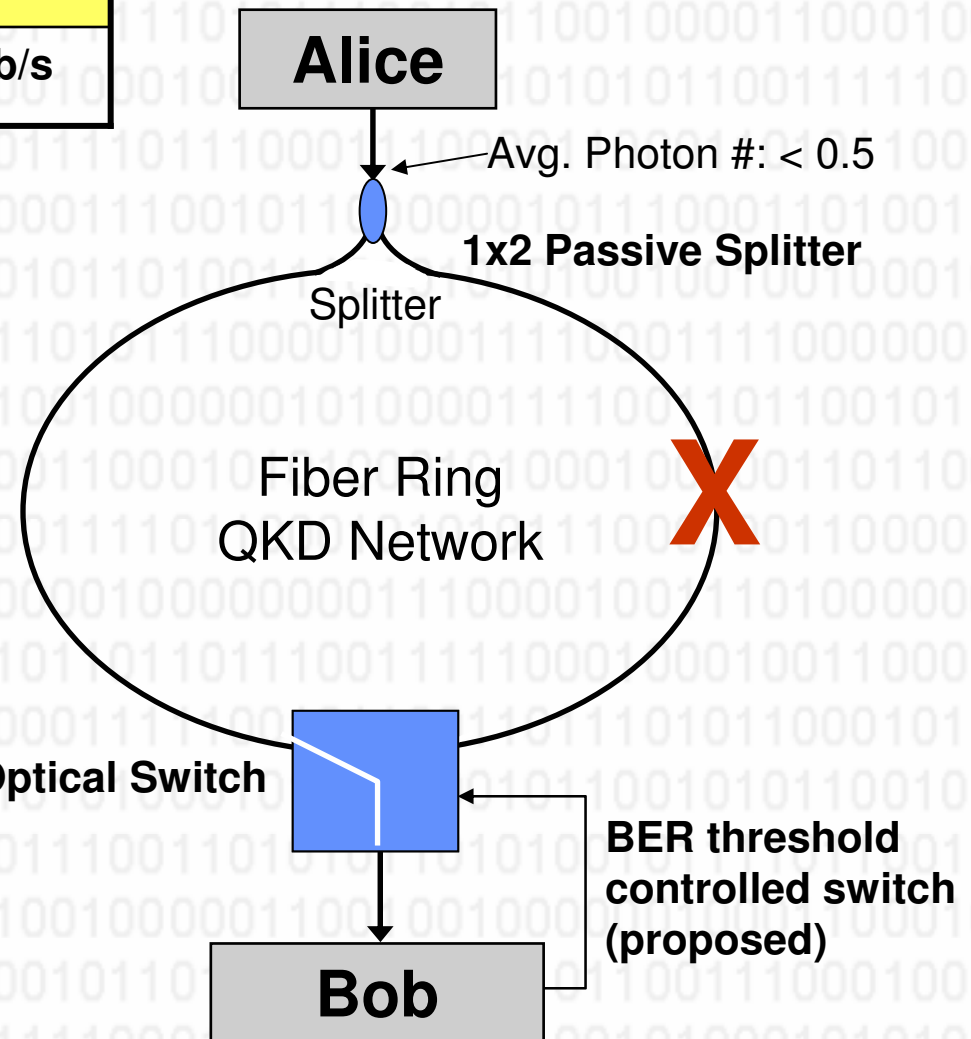 b/s
Alice
Avg. Photon #: < 0.5
1x2 Passive Splitter
Splitter
Fiber Ring
QKD Network
X
Optical Switch
BER threshold
controlled switch
(proposed)
Bob